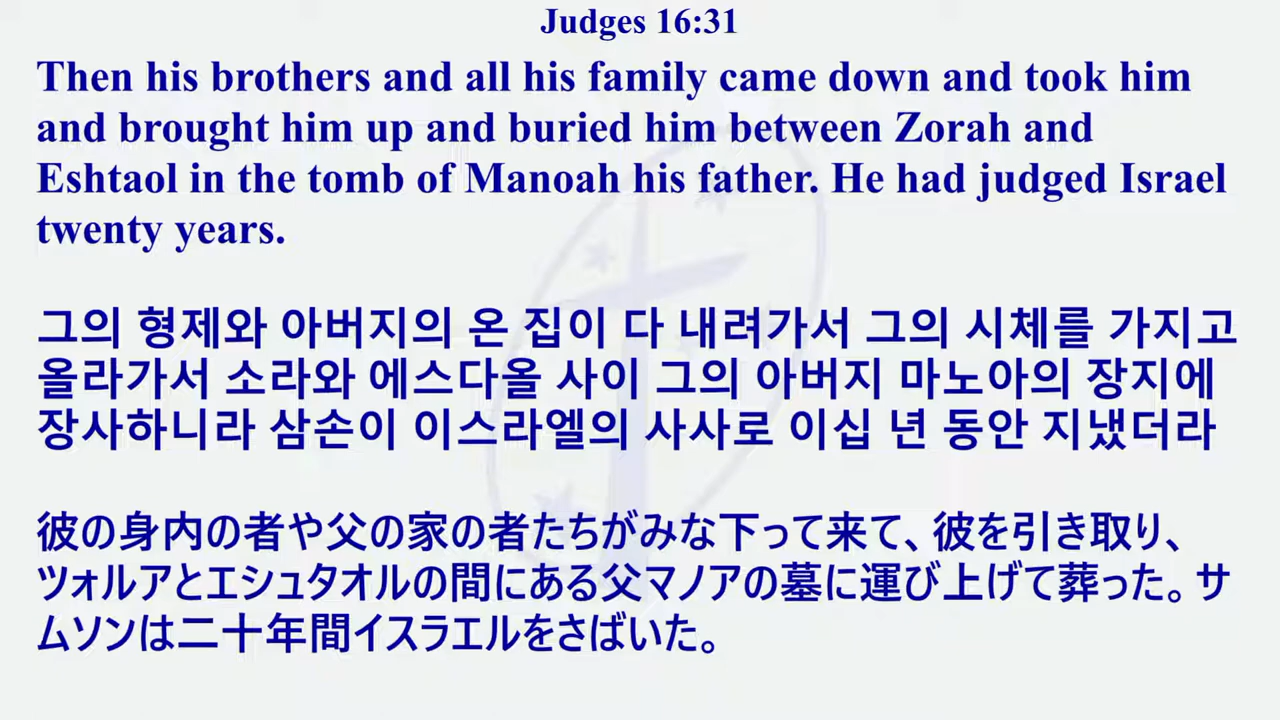 Judges 16:31
Then his brothers and all his family came down and took him
and brought him up and buried him between Zorah and
Eshtaol in the tomb of Manoah his father. He had judged Israel
twenty years.
그의 형제와 아버지의 온 집이 다 내려가서 그의 시체를 가지고
올라가서 소라와 에스다올 사이 그의 아버지 마노아의 장지에
장사하니라 삼손이 이스라엘의 사사로 이십 년 동안 지냈더라
彼の身内の者や父の家の者たちがみな下って来て、彼を引き取り、
ツォルアとエシュタオルの間にある父マノアの墓に運び上げて葬った。サ
ムソンは二十年間イスラエルをさばいた。